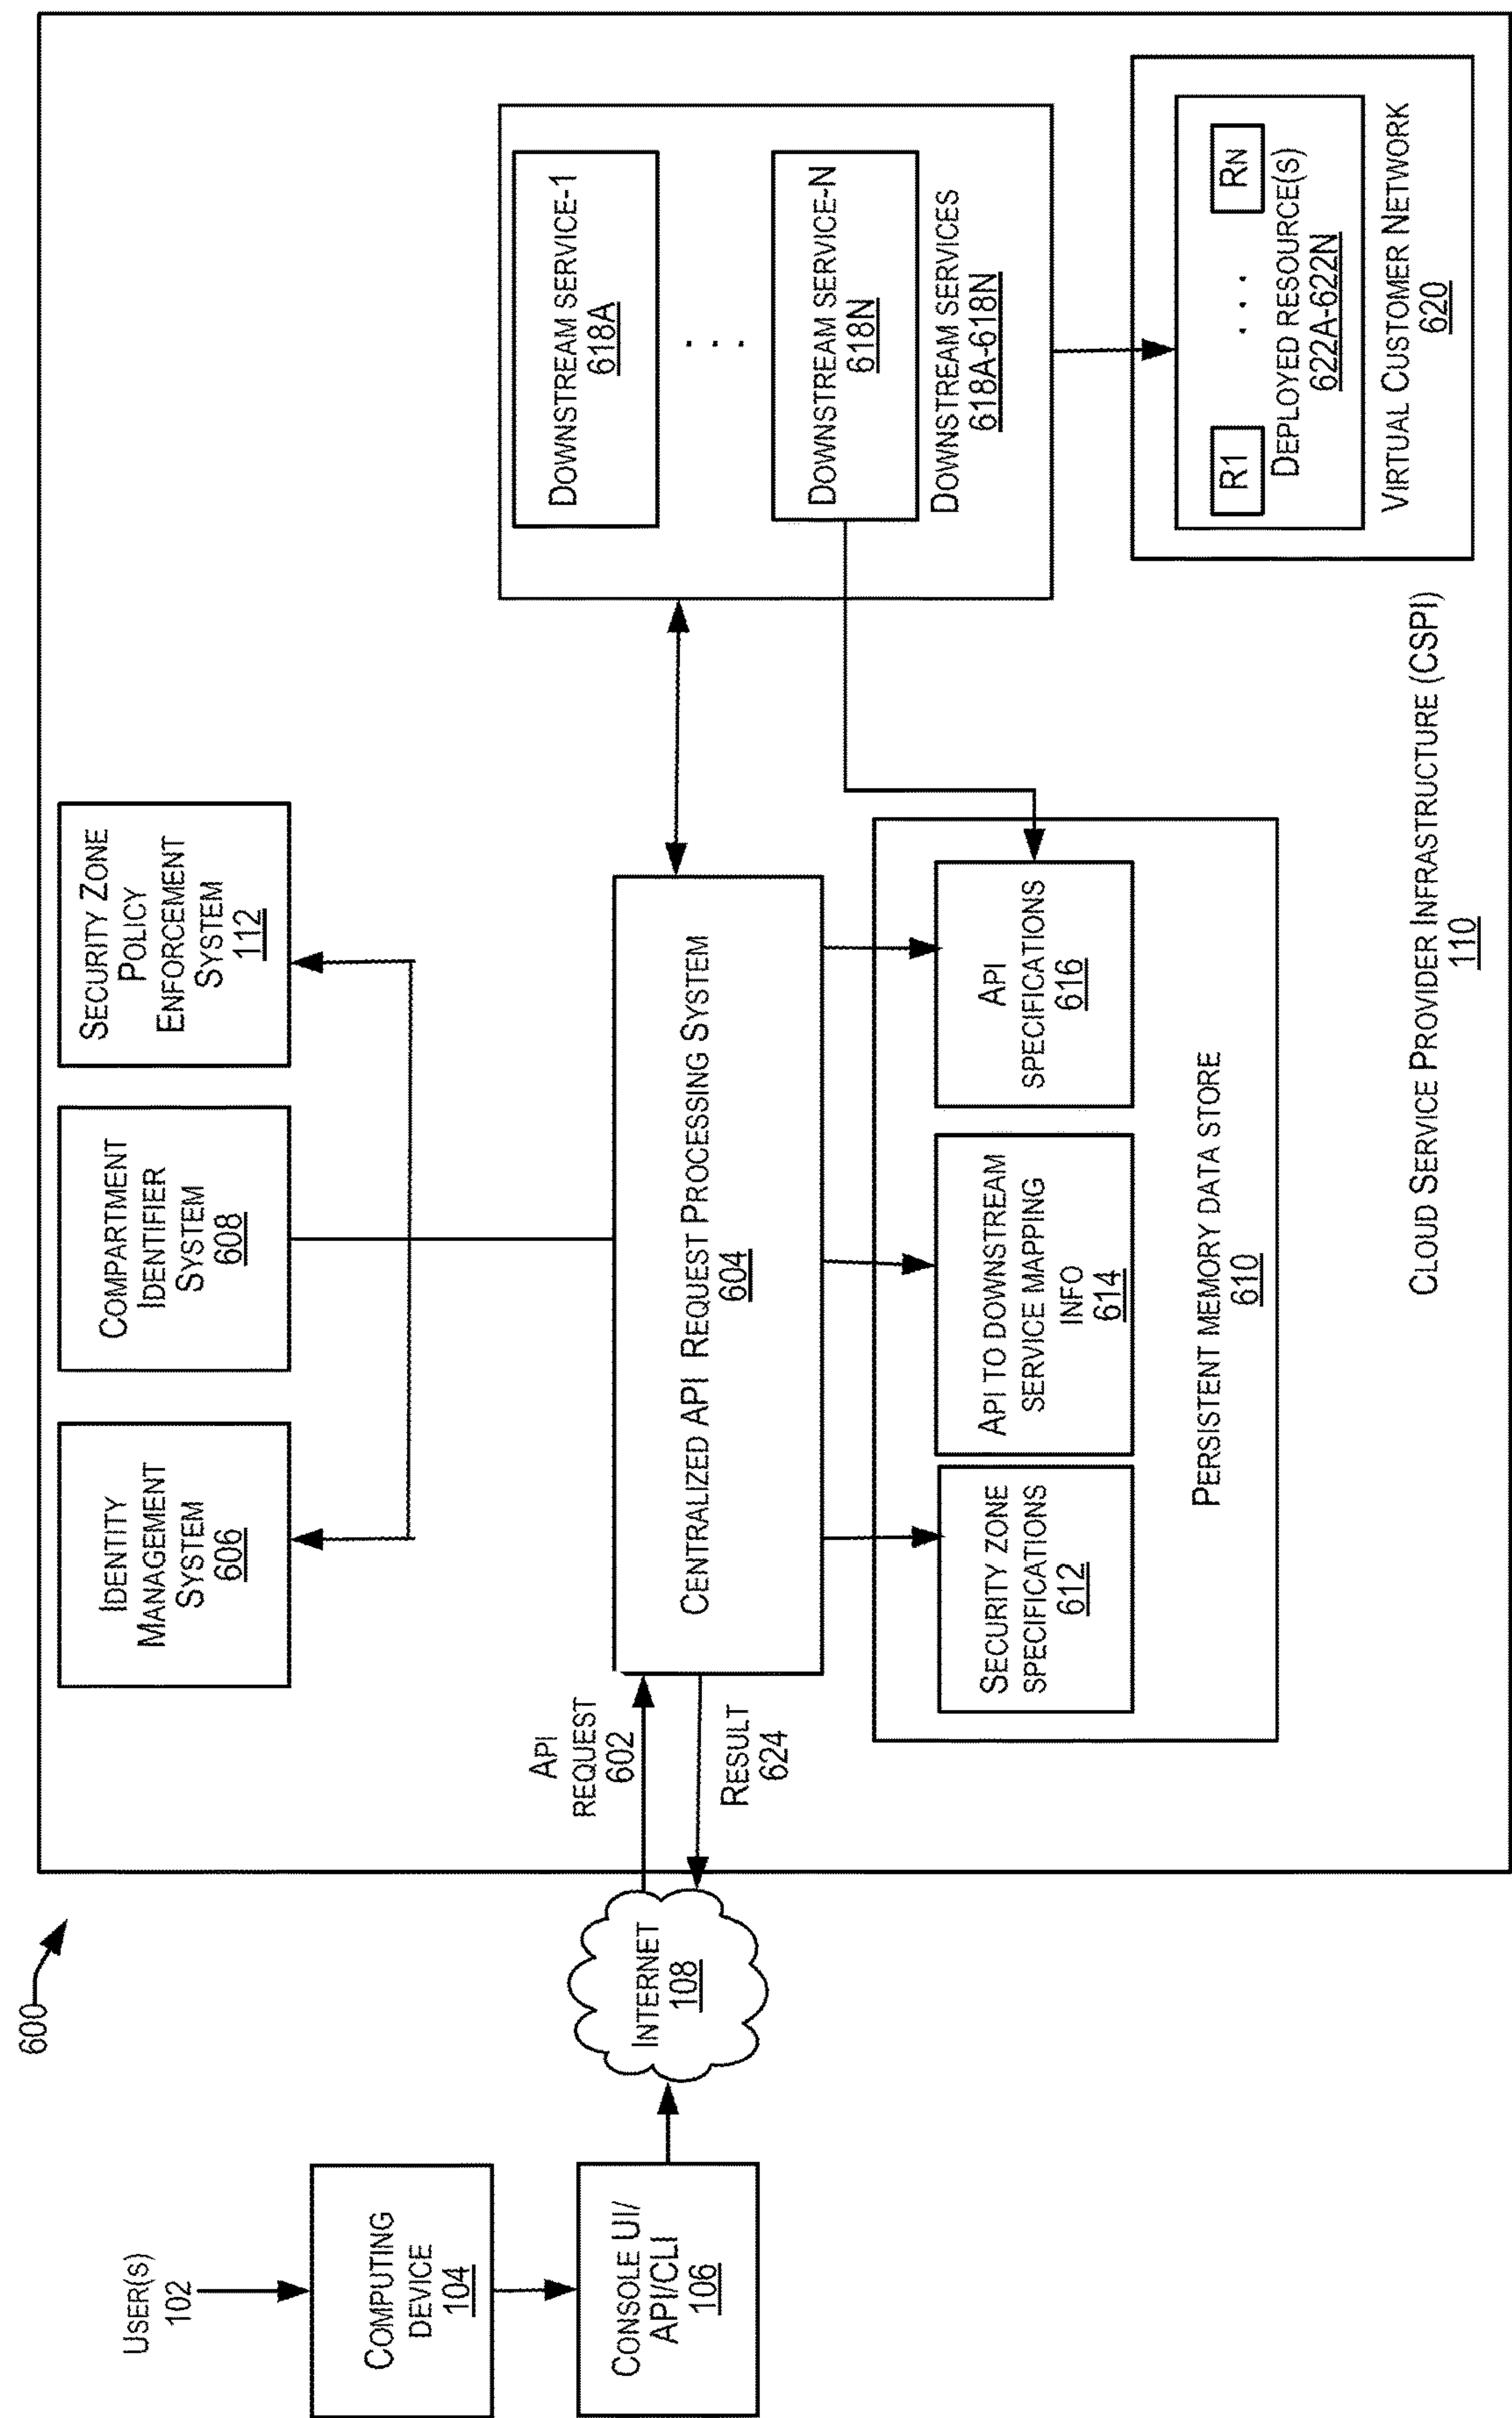 600
USER(S)
102
COMPUTING
DEVICE
104
CONSOLE UI/
API/CLI
106
INTERNET
108
API
REQUEST
602
RESULT
624
IDENTITY
MANAGEMENT
SYSTEM
606
COMPARTMENT
IDENTIFIER
SYSTEM
608
SECURITY ZONE
POLICY
ENFORCEMENT
SYSTEM
112
CENTRALIZED API REQUEST PROCESSING SYSTEM
604
SECURITY ZONE
SPECIFICATIONS
612
API TO DOWNSTREAM
SERVICE MAPPING
INFO
614
API
SPECIFICATIONS
616
PERSISTENT MEMORY DATA STORE
610
DOWNSTREAM SERVICE-1
618A
. . .
DOWNSTREAM SERVICE-N
618N
DOWNSTREAM SERVICES
618A-618N
R1
. . .
RN
DEPLOYED RESOURCE(S)
622A-622N
VIRTUAL CUSTOMER NETWORK
620
CLOUD SERVICE PROVIDER INFRASTRUCTURE (CSPI)
110